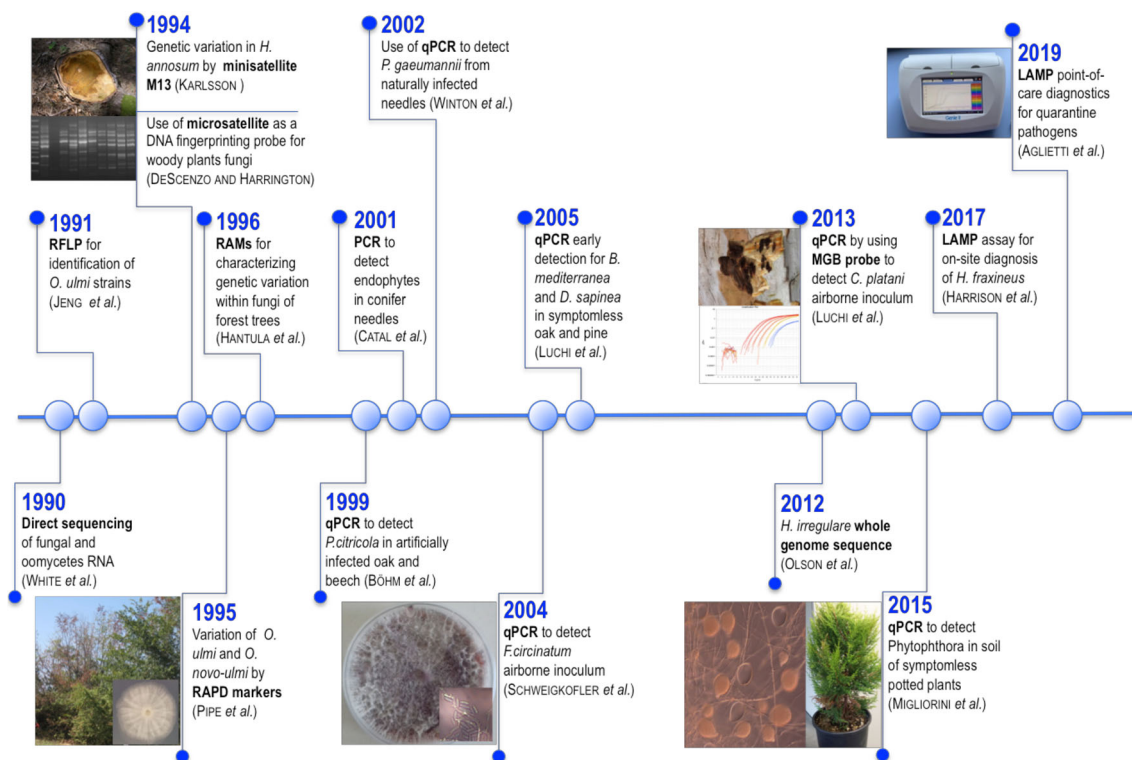 1994
Genetic variation in H.
annosum by minisatellite
M13 (KARLSSON )
Use of microsatellite as a
DNA fingerprinting probe for
woody plants fungi
(DESCENZO AND HARRINGTON)
2002
Use of qPCR to detect
P. gaeumannii from
naturally infected
needles (WINTON et al.)
2019
LAMP point-of-
care diagnostics
for quarantine
pathogens
(AGLIETTI et al.)
1991
RFLP for
identification of
O. ulmi strains
(JENG et al.)
1996
RAMs for
characterizing
genetic variation
within fungi of
forest trees
(HANTULA et al.)
2001
PCR to
detect
endophytes
in conifer
needles
(CATAL et al.)
2005
qPCR early
detection for B.
mediterranea
and D. sapinea
in symptomless
oak and pine
(LUCHI et al.)
2013
qPCR by using
MGB probe to
detect C. platani
airborne inoculum
(LUCHI et al.)
2017
LAMP assay for
on-site diagnosis
of H. fraxineus
(HARRISON et al.)
1990
Direct sequencing
of fungal and
oomycetes RNA
(WHITE et al.)
1995
Variation of O.
ulmi and O.
novo-ulmi by
RAPD markers
(PIPE et al.)
1999
qPCR to detect
P.citricola in artificially
infected oak and
beech (BÖHM et al.)
2004
qPCR to detect
F.circinatum
airborne inoculum
(SCHWEIGKOFLER et al.)
2012
H. irregulare whole
genome sequence
(OLSON et al.)
2015
qPCR to detect
Phytophthora in soil
of symptomless
potted plants
(MIGLIORINI et al.)